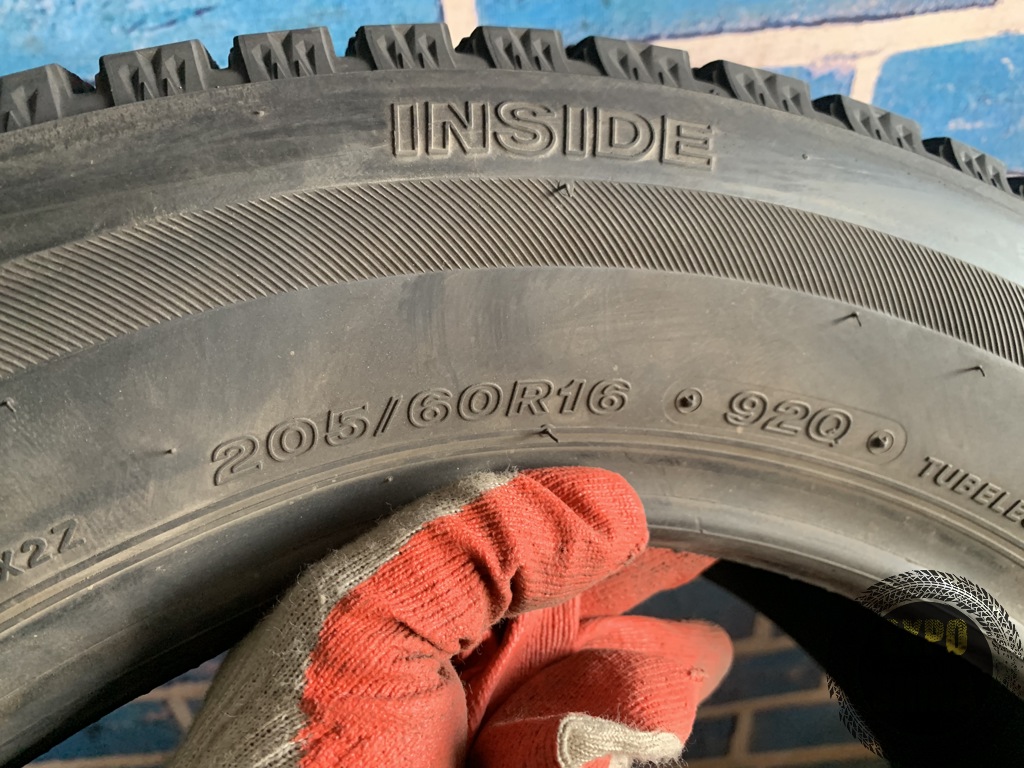 INSIDE
205/60R16 92Q
TUBELE
X2Z